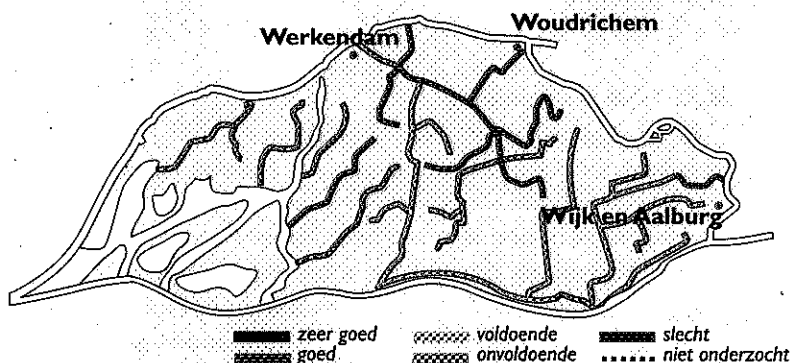 Woudrichem
Werkendam
Wijk en Aalburg
zeer goed voldoende slecht
goed onvoldoende niet onderzocht